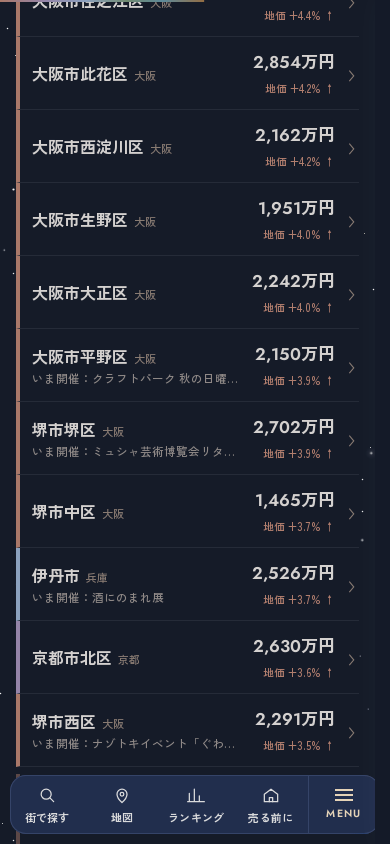 大阪市住之江区 大阪
地価 +4.4% ↑
大阪市此花区 大阪
2,854万円
地価 +4.2% ↑
大阪市西淀川区 大阪
2,162万円
地価 +4.2% ↑
大阪市生野区 大阪
1,951万円
地価 +4.0% ↑
大阪市大正区 大阪
2,242万円
地価 +4.0% ↑
大阪市平野区
2,150万円
いま開催：クラフトパーク 秋の日曜…
地価 +3.9% ↑
堺市堺区 大阪
2,702万円
いま開催：ミュシャ芸術博覧会リタ…
地価 +3.9% ↑
堺市中区 大阪
1,465万円
地価 +3.7% ↑
伊丹市 兵庫
2,526万円
いま開催：酒にのまれ展
地価 +3.7% ↑
京都市北区 京都
2,630万円
地価 +3.6% ↑
堺市西区 大阪
2,291万円
いま開催：ナゾトキイベント「ぐわ…
地価 +3.5% ↑
街で探す 地図 ランキング 売る前に MENU